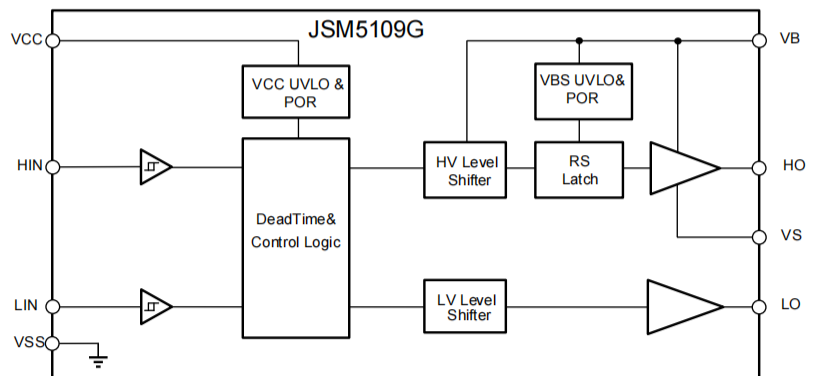 JSM5109G
VCC
VB
VCC UVLO &
POR
VBS UVLO&
POR
HIN
HV Level
Shifter
RS
Latch
HO
DeadTime&
Control Logic
VS
LIN
LV Level
Shifter
LO
VSS